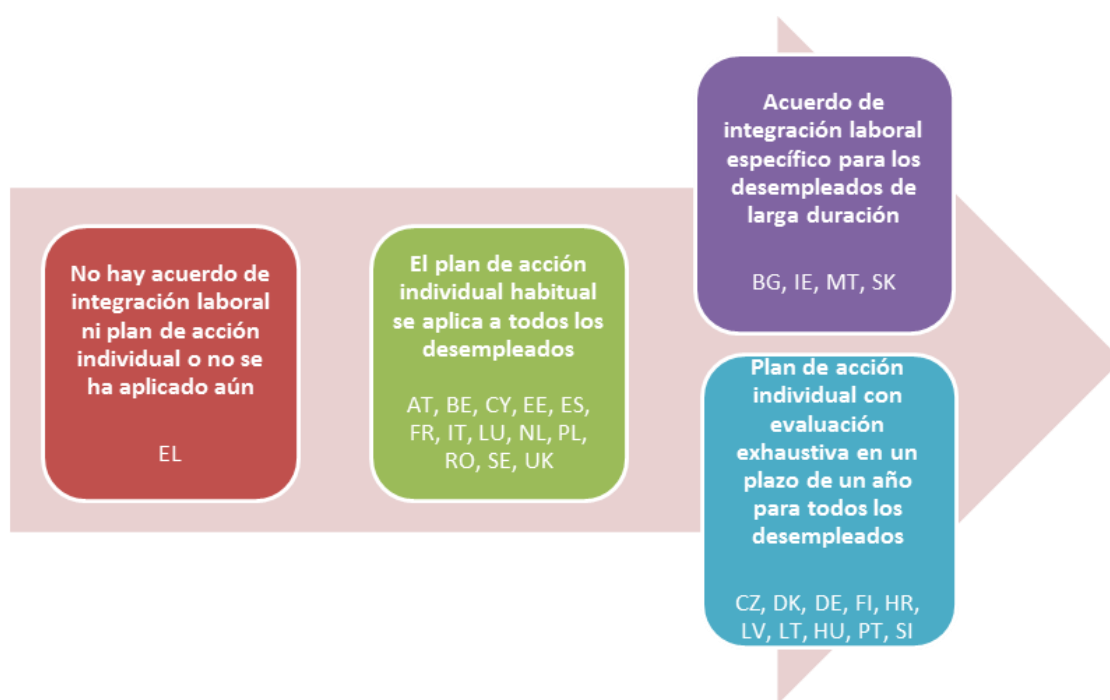 No hay acuerdo de
integración laboral
ni plan de acción
individual o no se
ha aplicado aún
EL
El plan de acción
individual habitual
se aplica a todos los
desempleados
AT, BE, CY, EE, ES,
FR, IT, LU, NL, PL,
RO, SE, UK
Acuerdo de
integración laboral
específico para los
desempleados de
larga duración
BG, IE, MT, SK
Plan de acción
individual con
evaluación
exhaustiva en un
plazo de un año
para todos los
desempleados
CZ, DK, DE, FI, HR,
LV, LT, HU, PT, SI